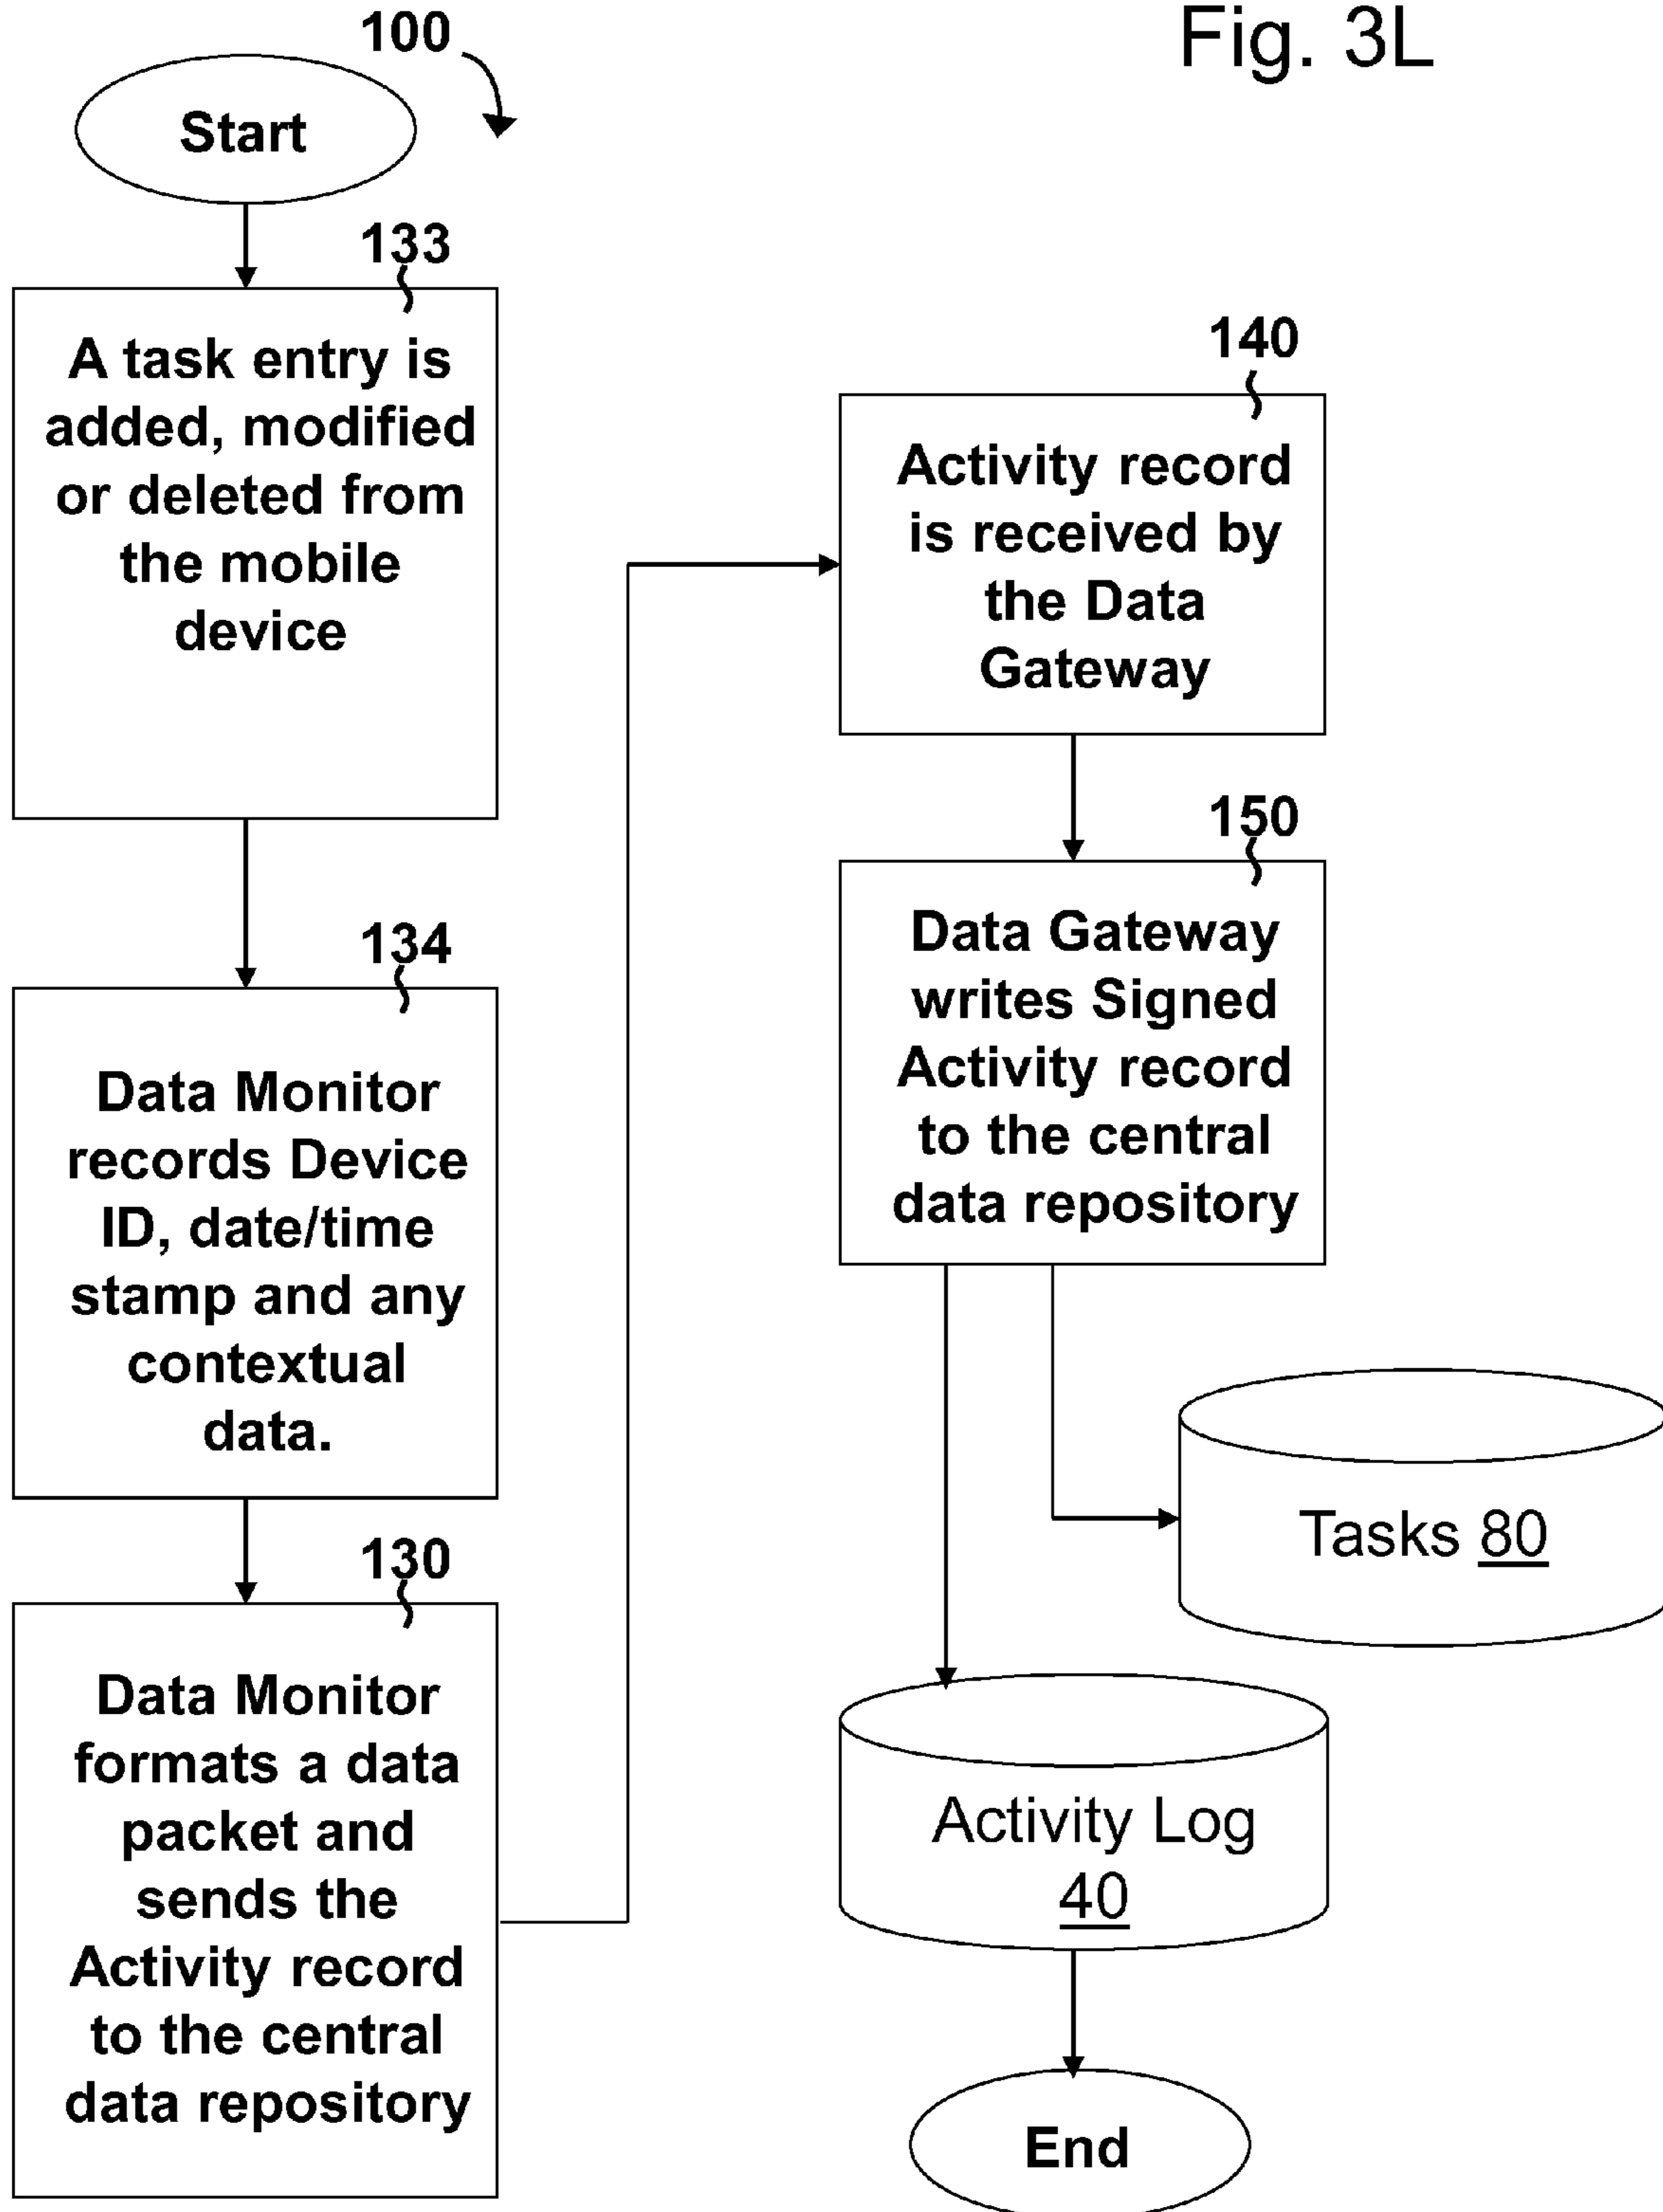 Fig. 3L
100
Start
133
A task entry is
added, modified
or deleted from
the mobile
device
134
Data Monitor
records Device
ID, date/time
stamp and any
contextual
data.
130
Data Monitor
formats a data
packet and
sends the
Activity record
to the central
data repository
140
Activity record
is received by
the Data
Gateway
150
Data Gateway
writes Signed
Activity record
to the central
data repository
Tasks 80
Activity Log
40
End